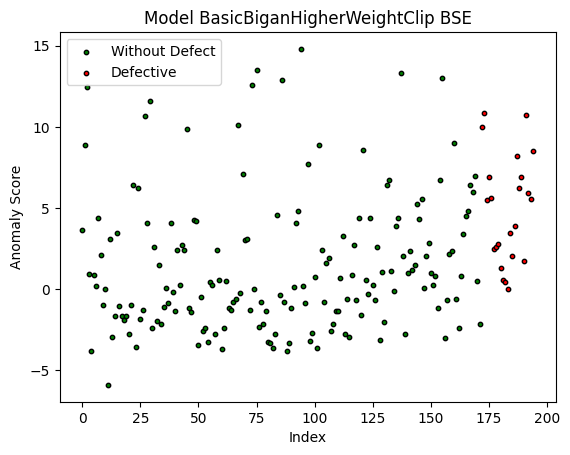 Model BasicBiganHigherWeightClip BSE
Without Defect
Defective
15
10
5
0
−5
Anomaly Score
0 25 50 75 100 125 150 175 200
Index